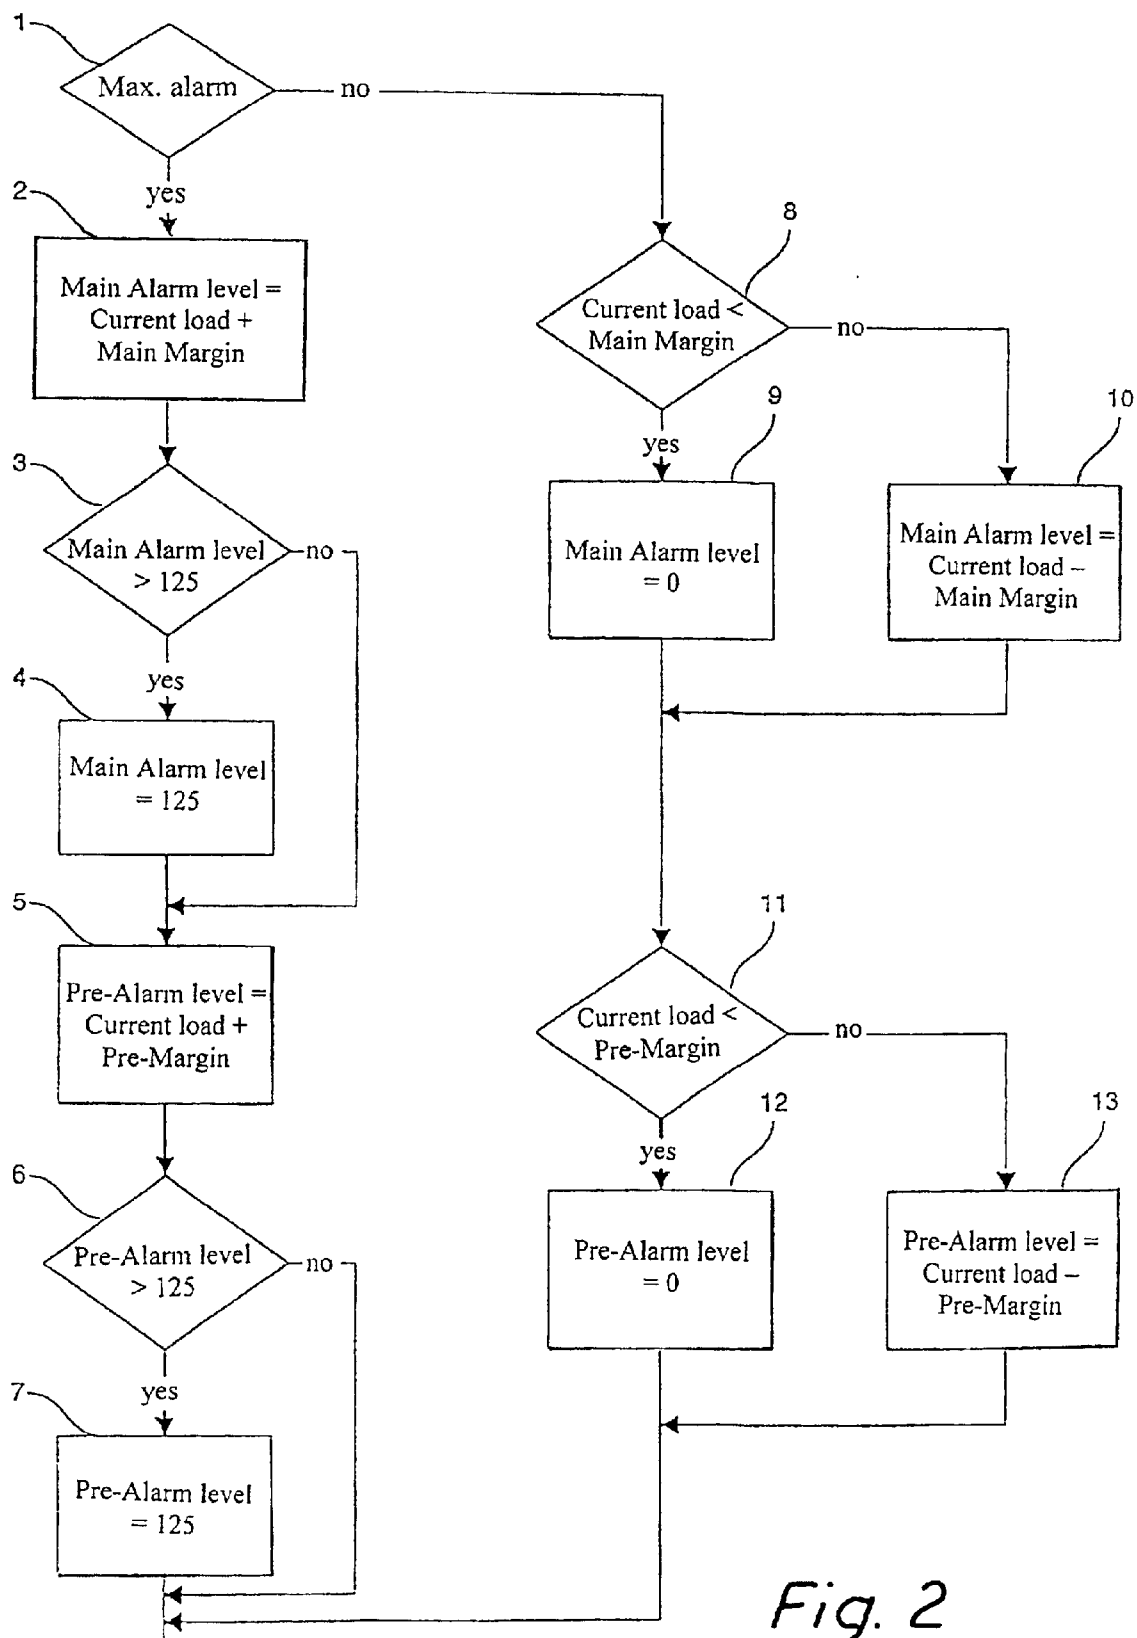 1
Max. alarm
no
yes
2
Main Alarm level =
Current load +
Main Margin
3
Main Alarm level
> 125
no
yes
4
Main Alarm level
= 125
5
Pre-Alarm level =
Current load +
Pre-Margin
6
Pre-Alarm level
> 125
no
yes
7
Pre-Alarm level
= 125
8
Current load <
Main Margin
no
yes
9
Main Alarm level
= 0
10
Main Alarm level =
Current load –
Main Margin
11
Current load <
Pre-Margin
no
yes
12
Pre-Alarm level
= 0
13
Pre-Alarm level =
Current load –
Pre-Margin
Fig. 2